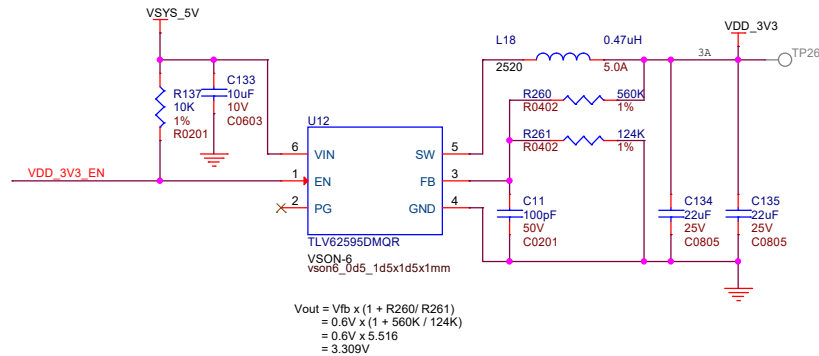 VSYS_5V
R137
10K
1%
R0201
C133
10uF
10V
C0603
VDD_3V3_EN
U12
6
VIN
1
EN
2
PG
SW
5
FB
3
GND
4
TLV62595DMQR
VSON-6
vson6_0d5_1d5x1d5x1mm
L18
0.47uH
2520
5.0A
R260
560K
R0402
1%
R261
124K
R0402
1%
C11
100pF
50V
C0201
3A
VDD_3V3
TP26
C134
22uF
25V
C0805
C135
22uF
25V
C0805
Vout = Vfb x (1 + R260/ R261)
= 0.6V x (1 + 560K / 124K)
= 0.6V x 5.516
= 3.309V